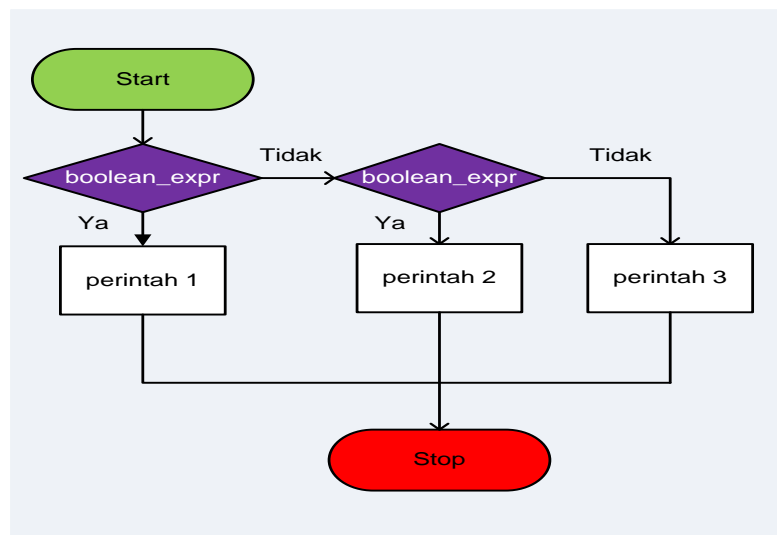 Start
Tidak
Tidak
boolean_expr
boolean_expr
Ya
Ya
perintah 1
perintah 2
perintah 3
Stop